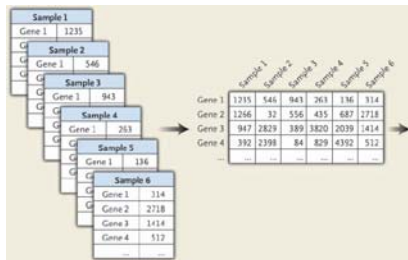 Sample 1
Gene 1 1235
Sample 2
Gene 1 546
Sample 3
Gene 1 943
Sample 4
Gene 1 263
Sample 5
Gene 1 136
Sample 6
Gene 1 314
Gene 2 2718
Gene 3 1414
Gene 4 512
... ...
Sample 1 Sample 2 Sample 3 Sample 4 Sample 5 Sample 6
Gene 1 1235 546 943 263 136 314
Gene 2 1266 32 556 435 687 2718
Gene 3 947 2829 389 3820 2039 1414
Gene 4 392 2398 84 829 4392 512
... ... ... ... ... ... ...